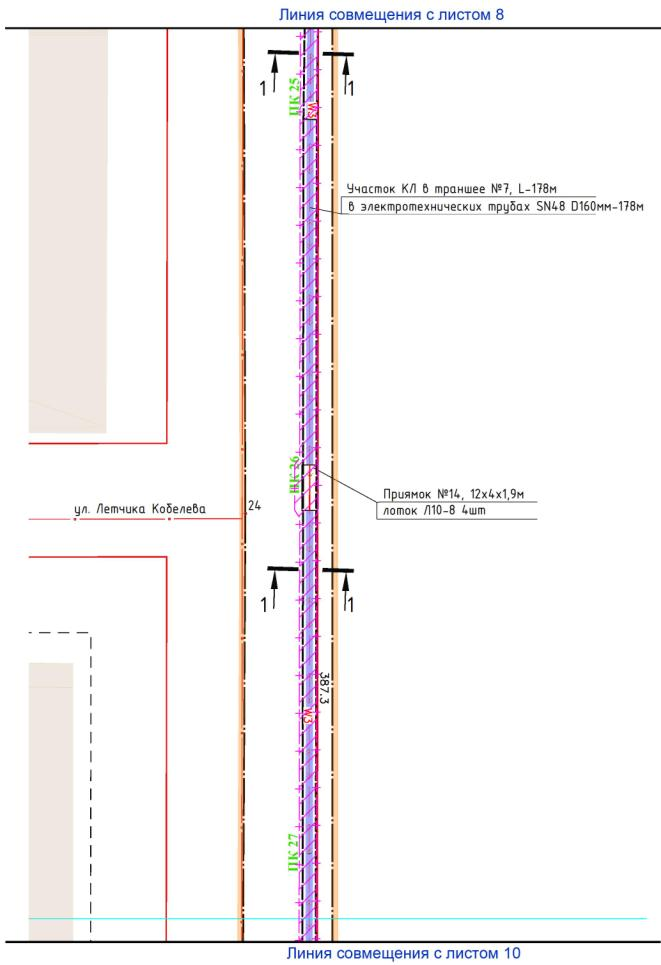 Линия совмещения с листом 8
1
1
ПК 25
W3
Участок КЛ в траншее №7, L-178м
в электротехнических трубах SN48 D160мм-178м
ПК 26
Приямок №14, 12х4х1,9м
лоток Л10-8 4шт
ул. Летчика Кобелева
24
1
1
387.3
W3
ПК 27
Линия совмещения с листом 10